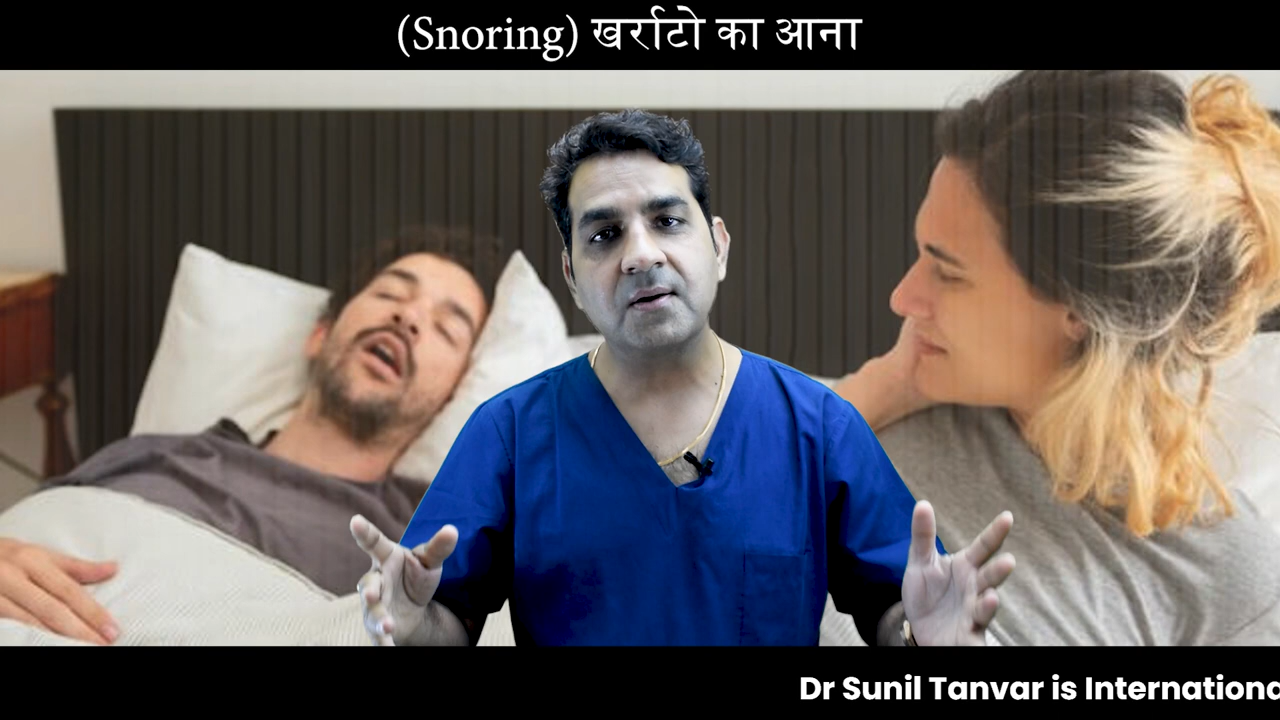 (Snoring) खर्राटो का आना
Dr Sunil Tanvar is Internationa